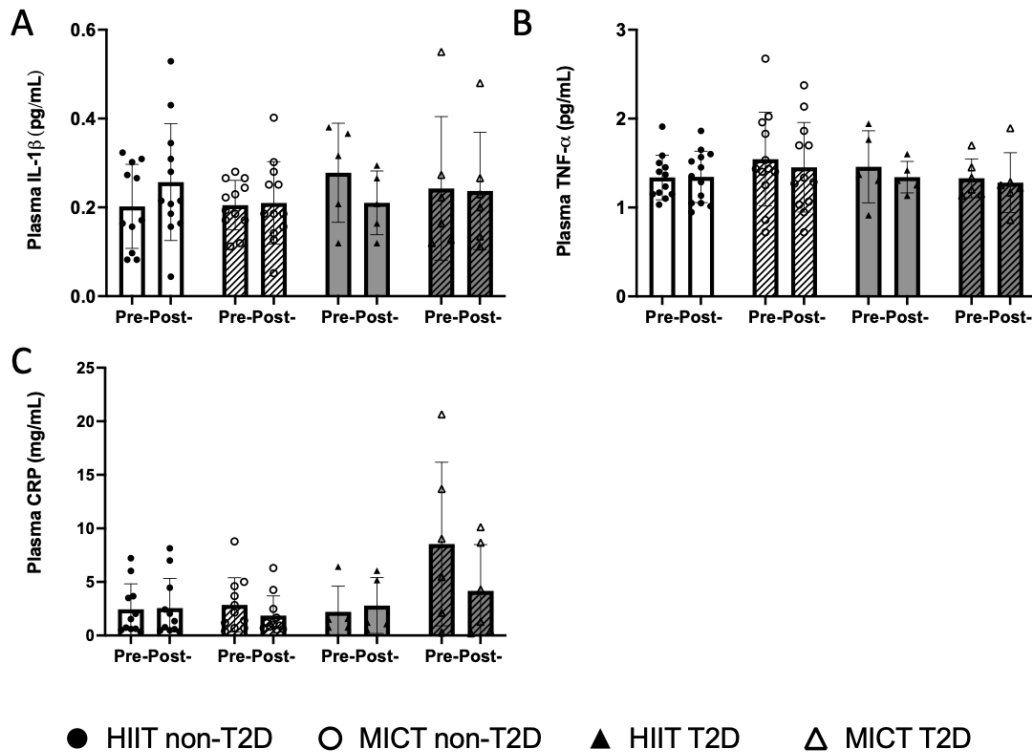 A
Plasma IL-1β (pg/mL)
0.6
0.4
0.2
0.0
Pre-Post- Pre-Post- Pre-Post- Pre-Post-
B
Plasma TNF-α (pg/mL)
3
2
1
0
Pre-Post- Pre-Post- Pre-Post- Pre-Post-
C
Plasma CRP (mg/mL)
25
20
15
10
5
0
Pre-Post- Pre-Post- Pre-Post- Pre-Post-
HIIT non-T2D MICT non-T2D HIIT T2D MICT T2D